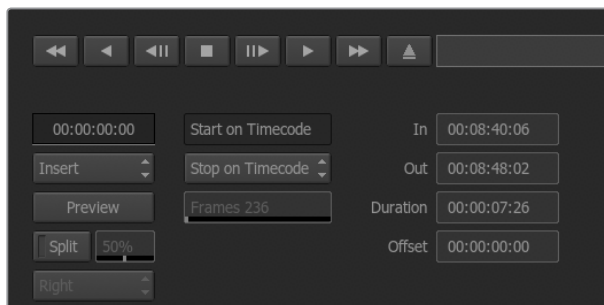 00:00:00:00 Start on Timecode In 00:08:40:06
Insert Stop on Timecode Out 00:08:48:02
Preview Frames 236 Duration 00:00:07:26
Split 50% Offset 00:00:00:00
Right